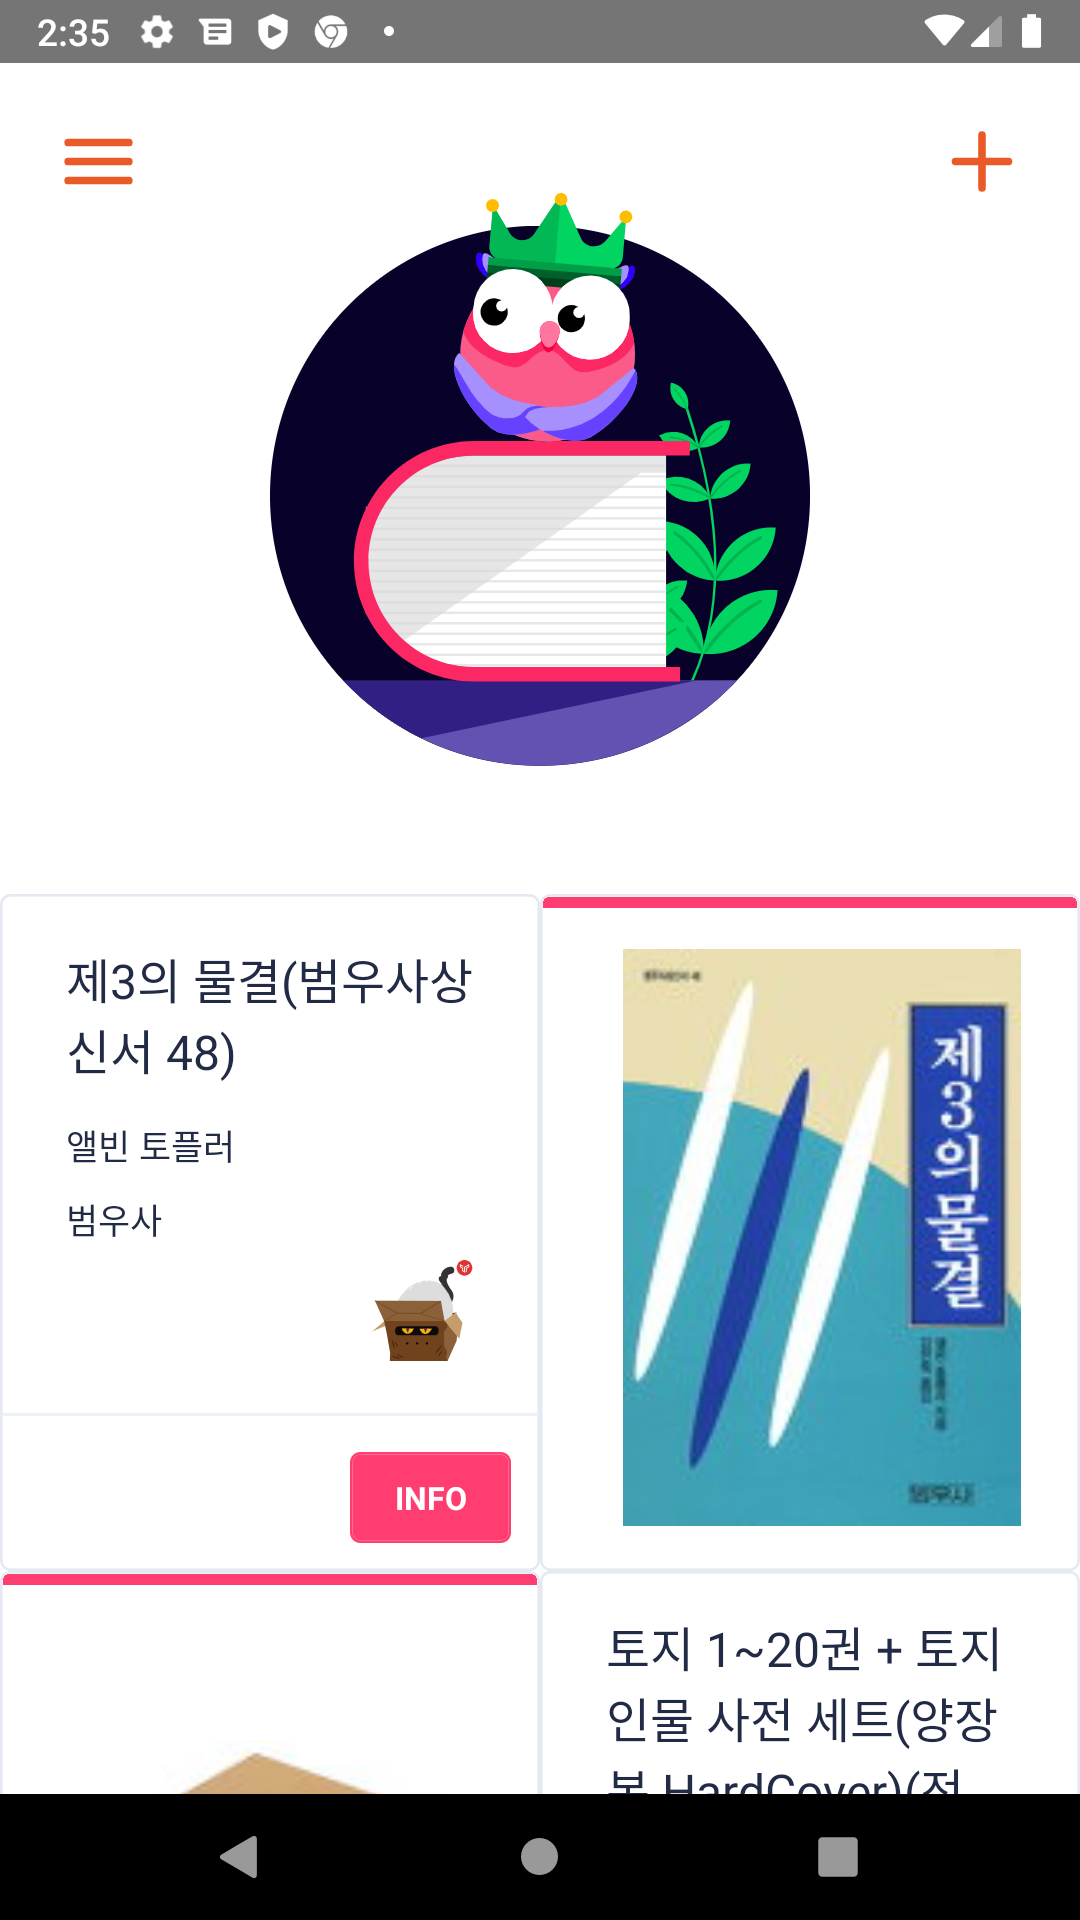 2:35
제3의 물결(범우사상
신서 48)
앨빈 토플러
범우사
INFO
제
3
의
물
결
범우사
토지 1~20권 + 토지
인물 사전 세트(양장